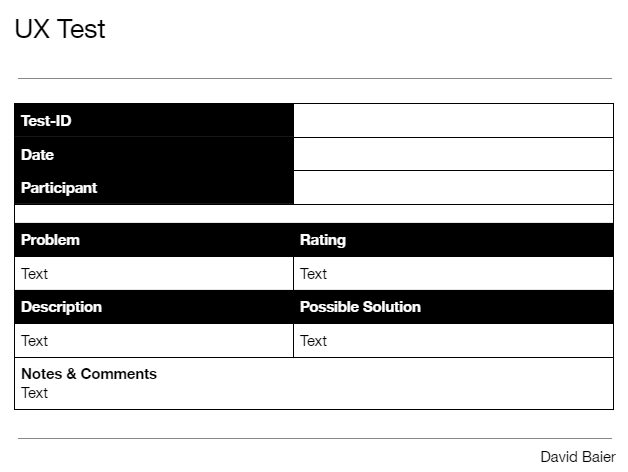 UX Test
Test-ID
Date
Participant
Problem Rating
Text Text
Description Possible Solution
Text Text
Notes & Comments
Text
David Baier